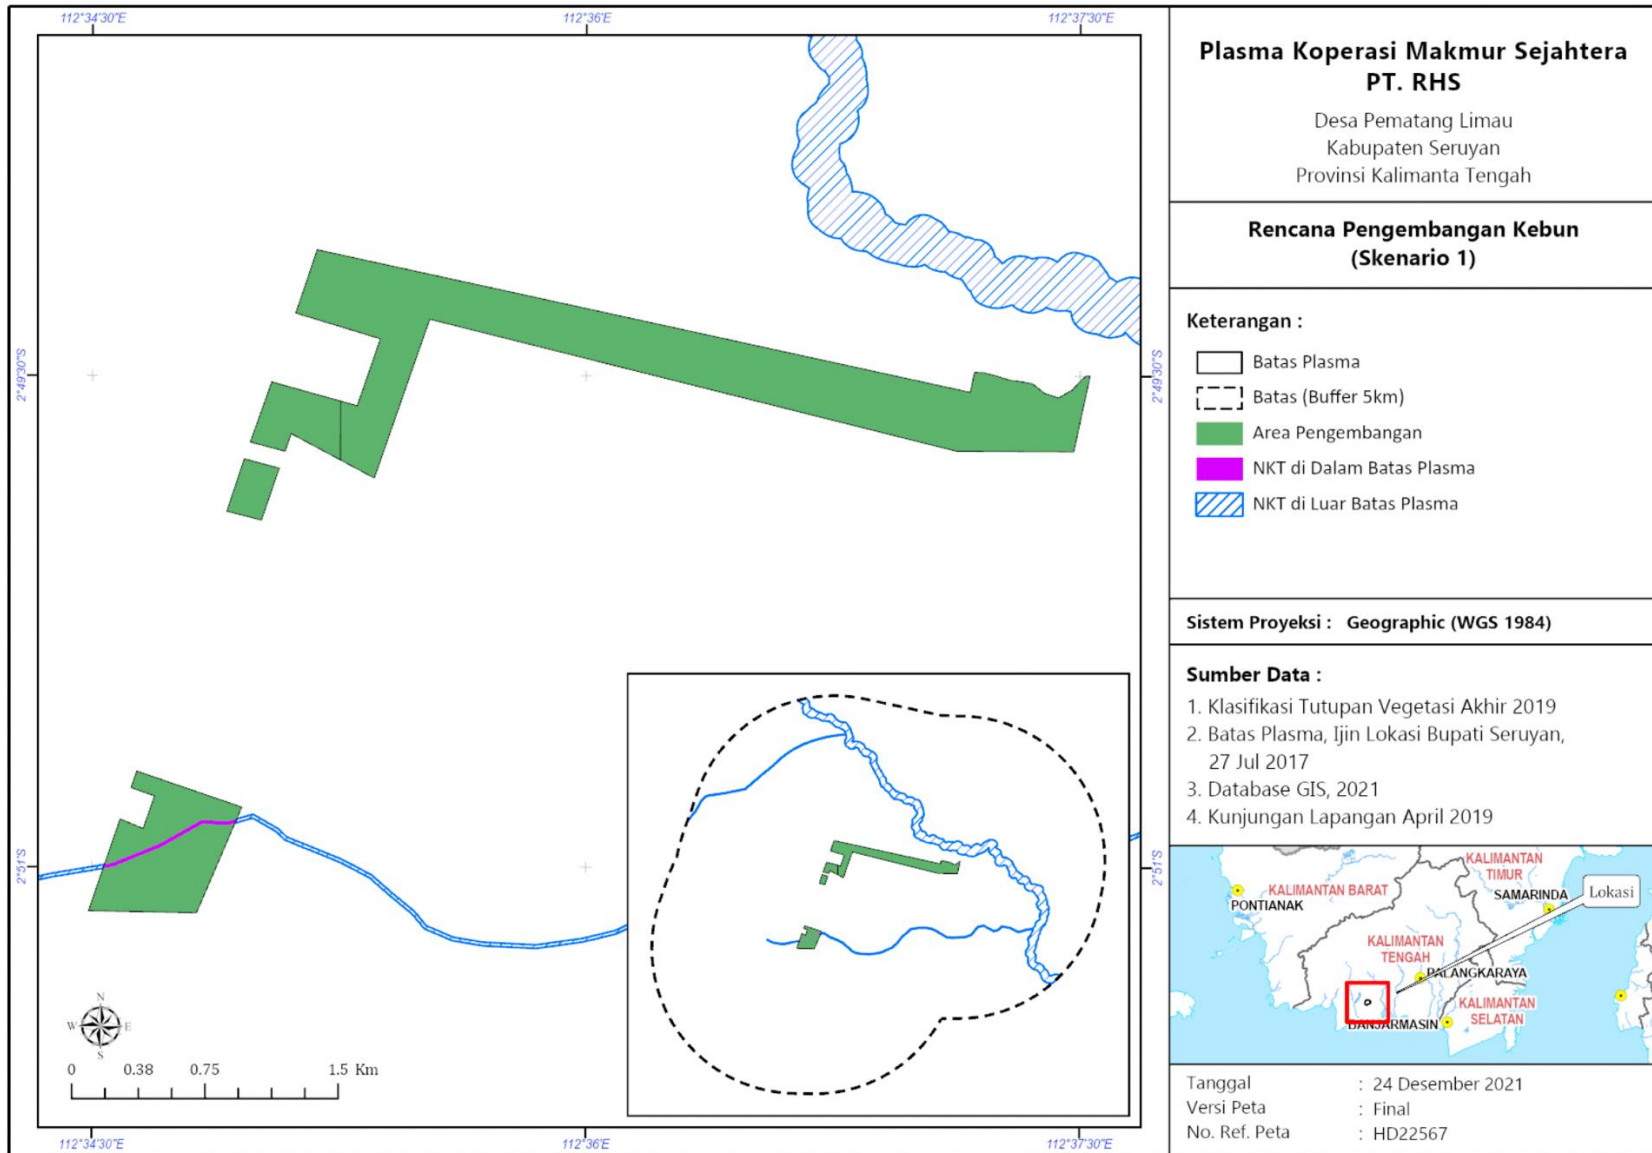 112°34'30"E
112°36'E
112°37'30"E
2°49'30"S
2°49'30"S
2°51'S
2°51'S
N
W
E
S
0 0.38 0.75 1.5 Km
112°34'30"E
112°36'E
112°37'30"E
Plasma Koperasi Makmur Sejahtera
PT. RHS
Desa Pematang Limau
Kabupaten Seruyan
Provinsi Kalimanta Tengah
Rencana Pengembangan Kebun
(Skenario 1)
Keterangan :
Batas Plasma
Batas (Buffer 5km)
Area Pengembangan
NKT di Dalam Batas Plasma
NKT di Luar Batas Plasma
Sistem Proyeksi : Geographic (WGS 1984)
Sumber Data :
1. Klasifikasi Tutupan Vegetasi Akhir 2019
2. Batas Plasma, Ijin Lokasi Bupati Seruyan,
27 Jul 2017
3. Database GIS, 2021
4. Kunjungan Lapangan April 2019
KALIMANTAN
TIMUR
KALIMANTAN BARAT
SAMARINDA
Lokasi
PONTIANAK
KALIMANTAN
TENGAH
PALANGKARAYA
KALIMANTAN
SELATAN
BANJARMASIN
Tanggal : 24 Desember 2021
Versi Peta : Final
No. Ref. Peta : HD22567